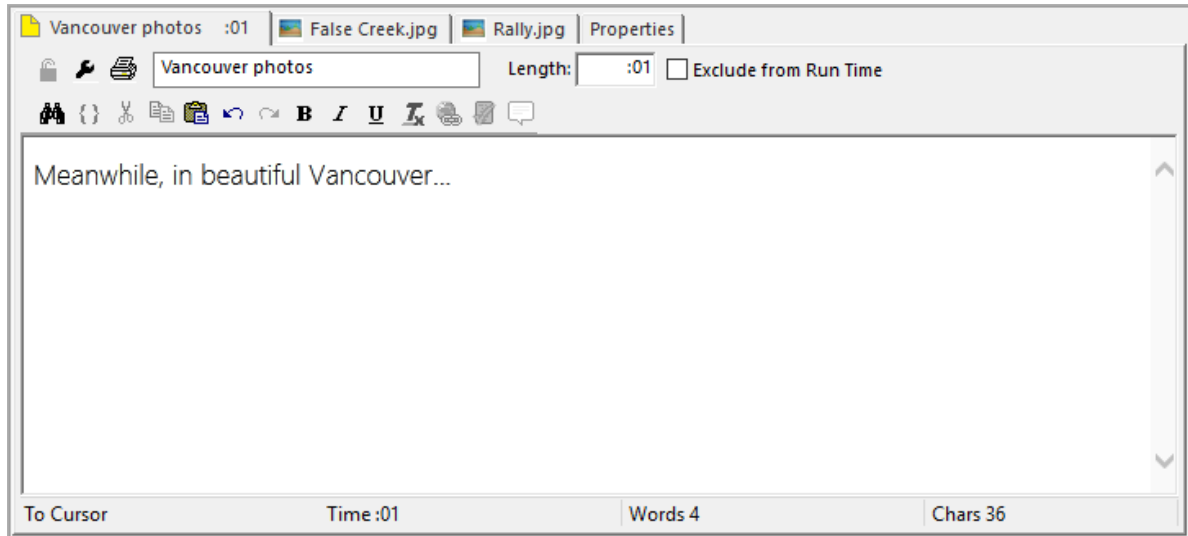 Vancouver photos :01 False Creek.jpg Rally.jpg Properties
Vancouver photos Length: :01 Exclude from Run Time
{} B I U Tx
Meanwhile, in beautiful Vancouver...
To Cursor Time :01 Words 4 Chars 36